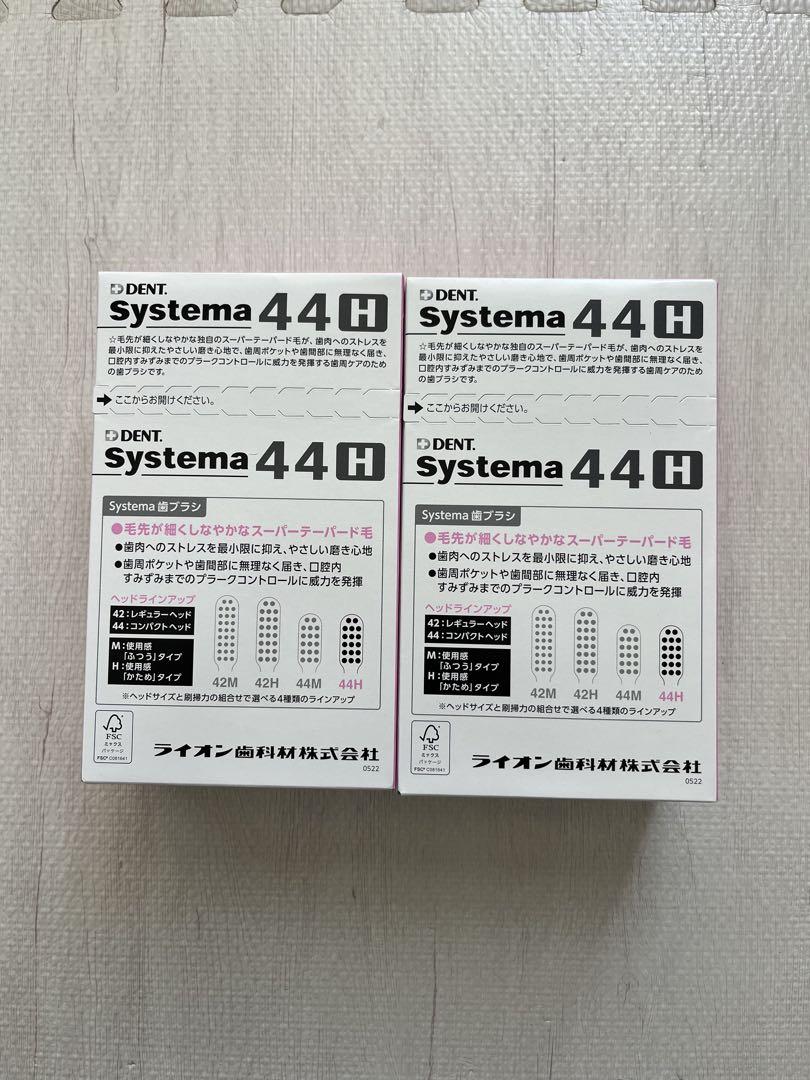 DENT.
Systema 44 H
☆毛先が細くしなやかな独自のスーパーテーパード毛が、歯肉へのストレスを
最小限に抑えたやさしい磨き心地で、歯周ポケットや歯間部に無理なく届き、
口腔内すみずみまでのプラークコントロールに威力を発揮する歯周ケアのため
の歯ブラシです。
➡ここからお開けください。
DENT.
Systema 44 H
Systema 歯ブラシ
●毛先が細くしなやかなスーパーテーパード毛
●歯肉へのストレスを最小限に抑え、やさしい磨き心地
●歯周ポケットや歯間部に無理なく届き、口腔内
すみずみまでのプラークコントロールに威力を発揮
ヘッドラインアップ
42：レギュラーヘッド
44：コンパクトヘッド
M：使用感
「ふつう」タイプ
H：使用感
「かため」タイプ
42M 42H 44M 44H
※ヘッドサイズと刷掃力の組合せで選べる4種類のラインアップ
FSC
ミックス
パッケージ
FSC® C081641
ライオン歯科材株式会社
0522
DENT.
Systema 44 H
☆毛先が細くしなやかな独自のスーパーテーパード毛が、歯肉へのストレスを
最小限に抑えたやさしい磨き心地で、歯周ポケットや歯間部に無理なく届き、
口腔内すみずみまでのプラークコントロールに威力を発揮する歯周ケアのため
の歯ブラシです。
➡ここからお開けください。
DENT.
Systema 44 H
Systema 歯ブラシ
●毛先が細くしなやかなスーパーテーパード毛
●歯肉へのストレスを最小限に抑え、やさしい磨き心地
●歯周ポケットや歯間部に無理なく届き、口腔内
すみずみまでのプラークコントロールに威力を発揮
ヘッドラインアップ
42：レギュラーヘッド
44：コンパクトヘッド
M：使用感
「ふつう」タイプ
H：使用感
「かため」タイプ
42M 42H 44M 44H
※ヘッドサイズと刷掃力の組合せで選べる4種類のラインアップ
FSC
ミックス
パッケージ
FSC® C081641
ライオン歯科材株式会社
0522